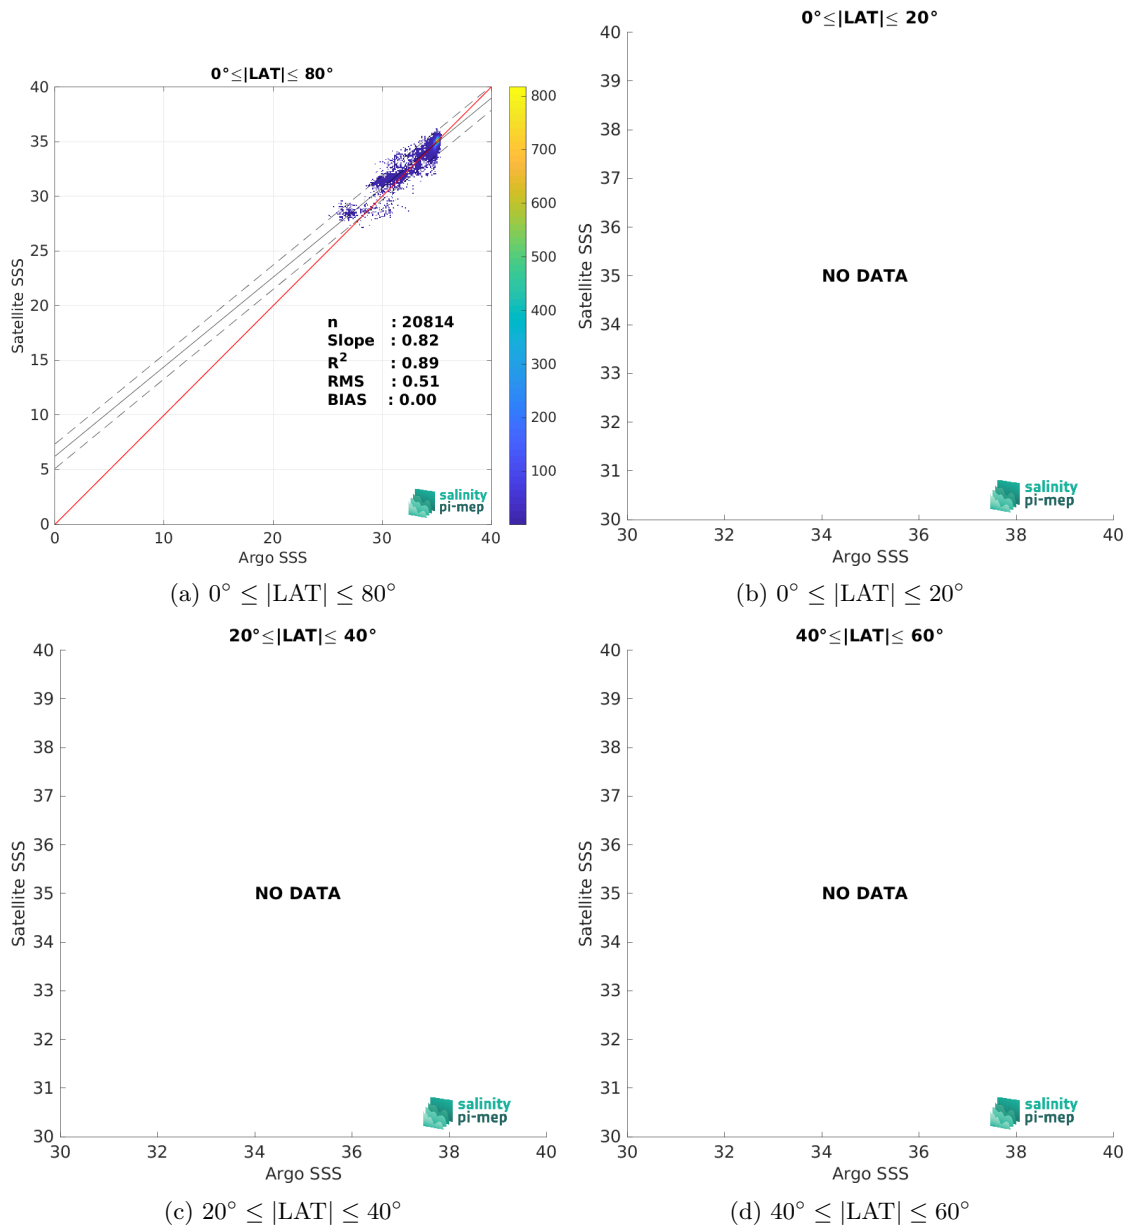 0°≤|LAT|≤ 80°
40
35
30
25
20
15
10
5
0
0
10
20
30
40
Satellite SSS
Argo SSS
n : 20814
Slope : 0.82
R² : 0.89
RMS : 0.51
BIAS : 0.00
800
700
600
500
400
300
200
100
salinity
pi-mep
(a) 0° ≤ |LAT| ≤ 80°
0°≤|LAT|≤ 20°
40
39
38
37
36
35
34
33
32
31
30
30
32
34
36
38
40
Satellite SSS
Argo SSS
NO DATA
salinity
pi-mep
(b) 0° ≤ |LAT| ≤ 20°
20°≤|LAT|≤ 40°
40
39
38
37
36
35
34
33
32
31
30
30
32
34
36
38
40
Satellite SSS
Argo SSS
NO DATA
salinity
pi-mep
(c) 20° ≤ |LAT| ≤ 40°
40°≤|LAT|≤ 60°
40
39
38
37
36
35
34
33
32
31
30
30
32
34
36
38
40
Satellite SSS
Argo SSS
NO DATA
salinity
pi-mep
(d) 40° ≤ |LAT| ≤ 60°